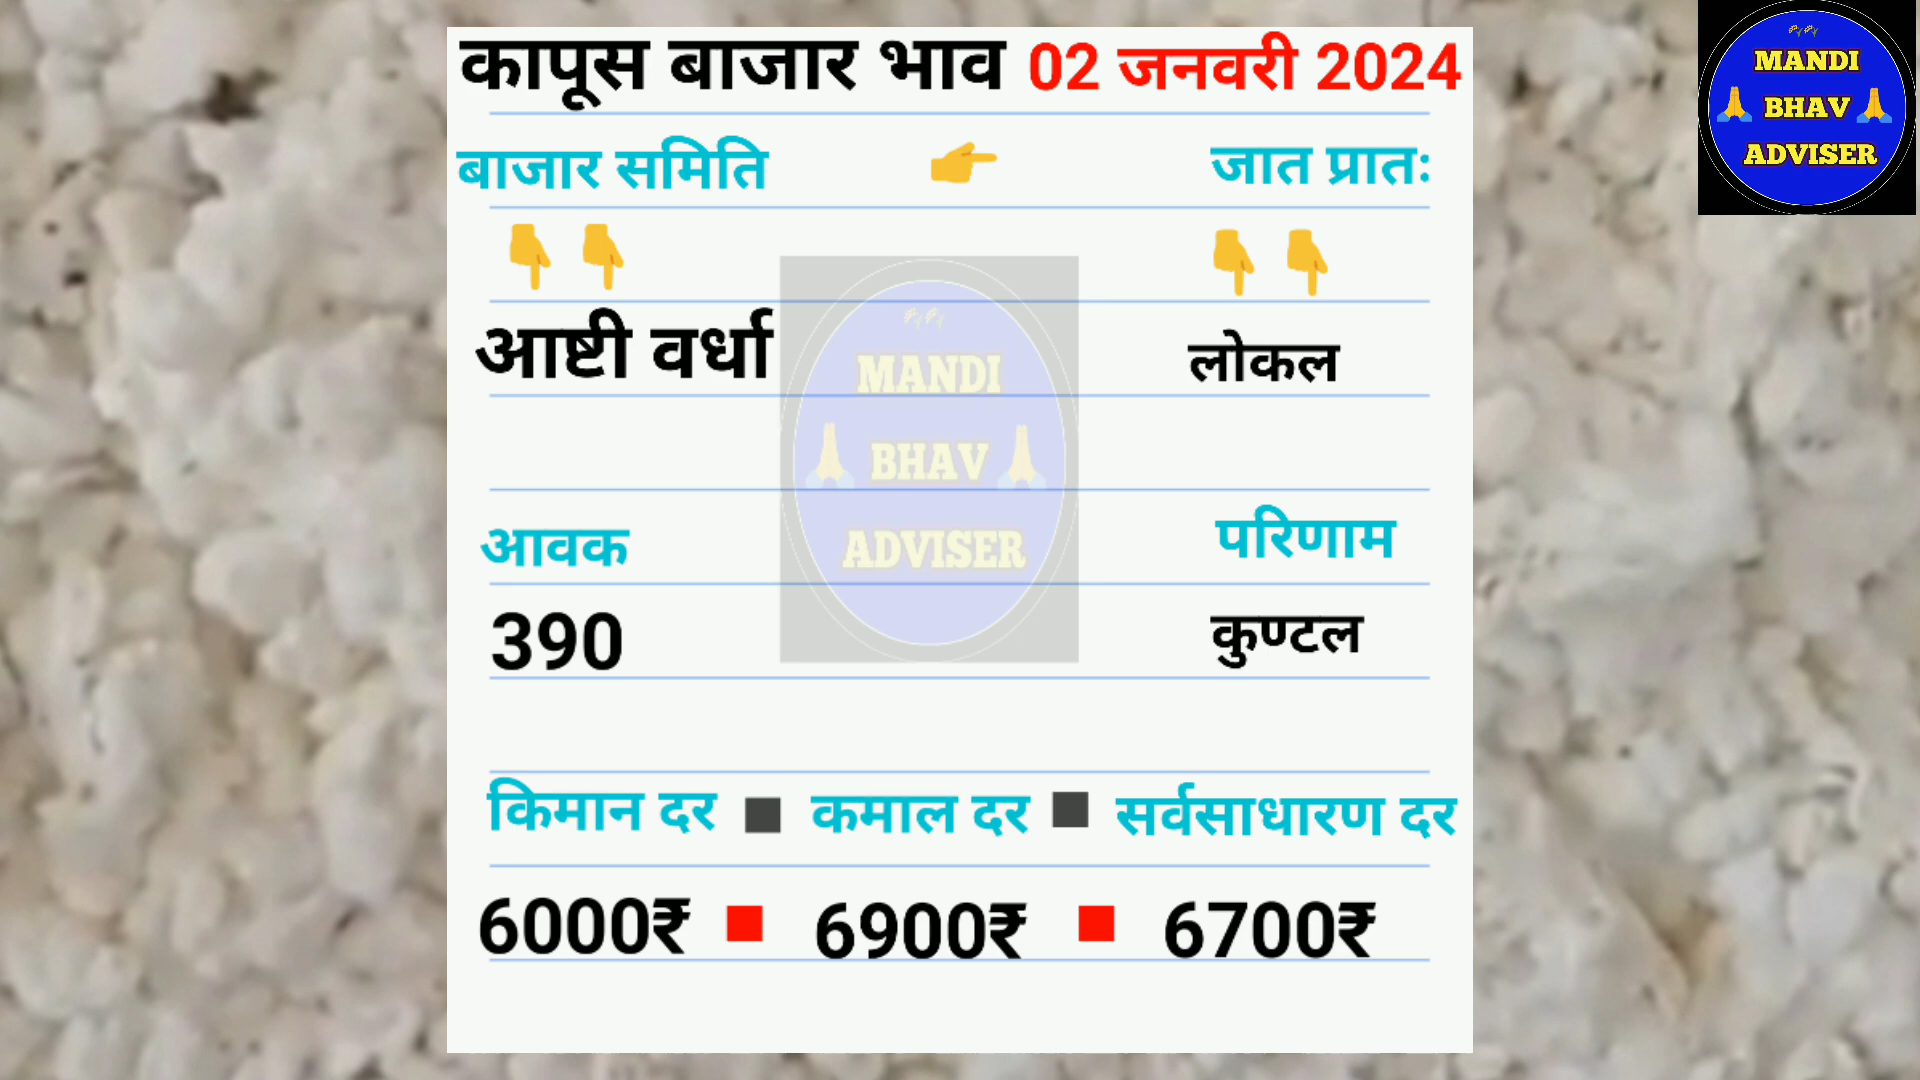 कापूस बाजार भाव 02 जनवरी 2024
बाजार समिति 👉 जात प्रातः
👇 👇 👇 👇
आष्टी वर्धा लोकल
आवक परिणाम
390 कुण्टल
किमान दर ◾ कमाल दर ◾ सर्वसाधारण दर
6000₹ 🟥 6900₹ 🟥 6700₹
MANDI
🙏 BHAV 🙏
ADVISER
MANDI
🙏 BHAV 🙏
ADVISER